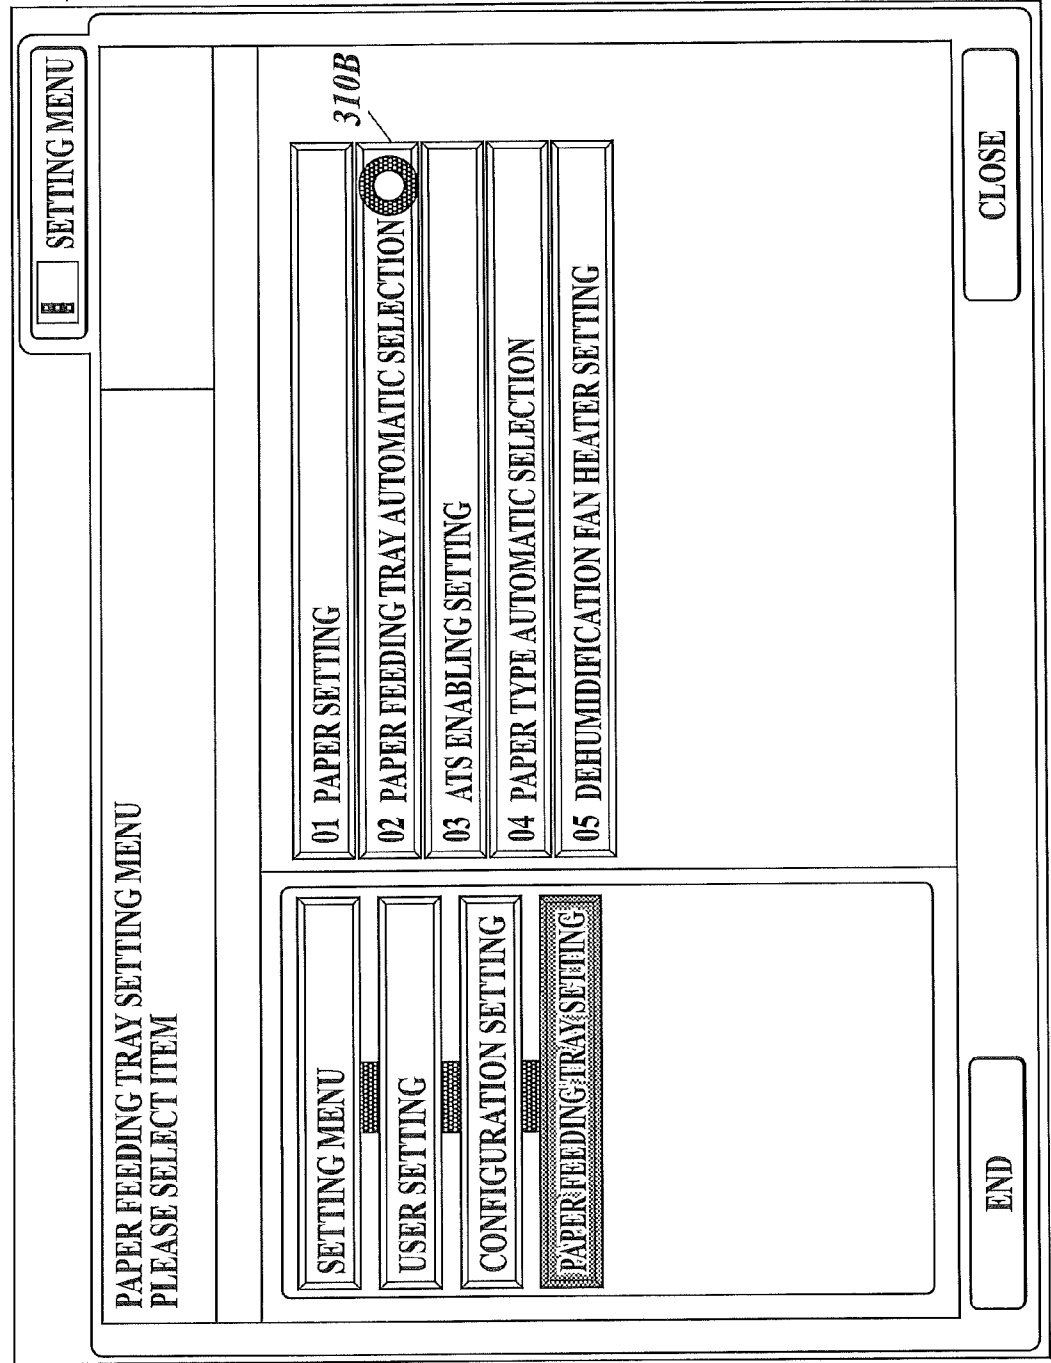 SETTING MENU
PAPER FEEDING TRAY SETTING MENU
PLEASE SELECT ITEM
SETTING MENU
USER SETTING
CONFIGURATION SETTING
PAPER FEEDING TRAY SETTING
01 PAPER SETTING
02 PAPER FEEDING TRAY AUTOMATIC SELECTION
310B
03 ATS ENABLING SETTING
04 PAPER TYPE AUTOMATIC SELECTION
05 DEHUMIDIFICATION FAN HEATER SETTING
END
CLOSE